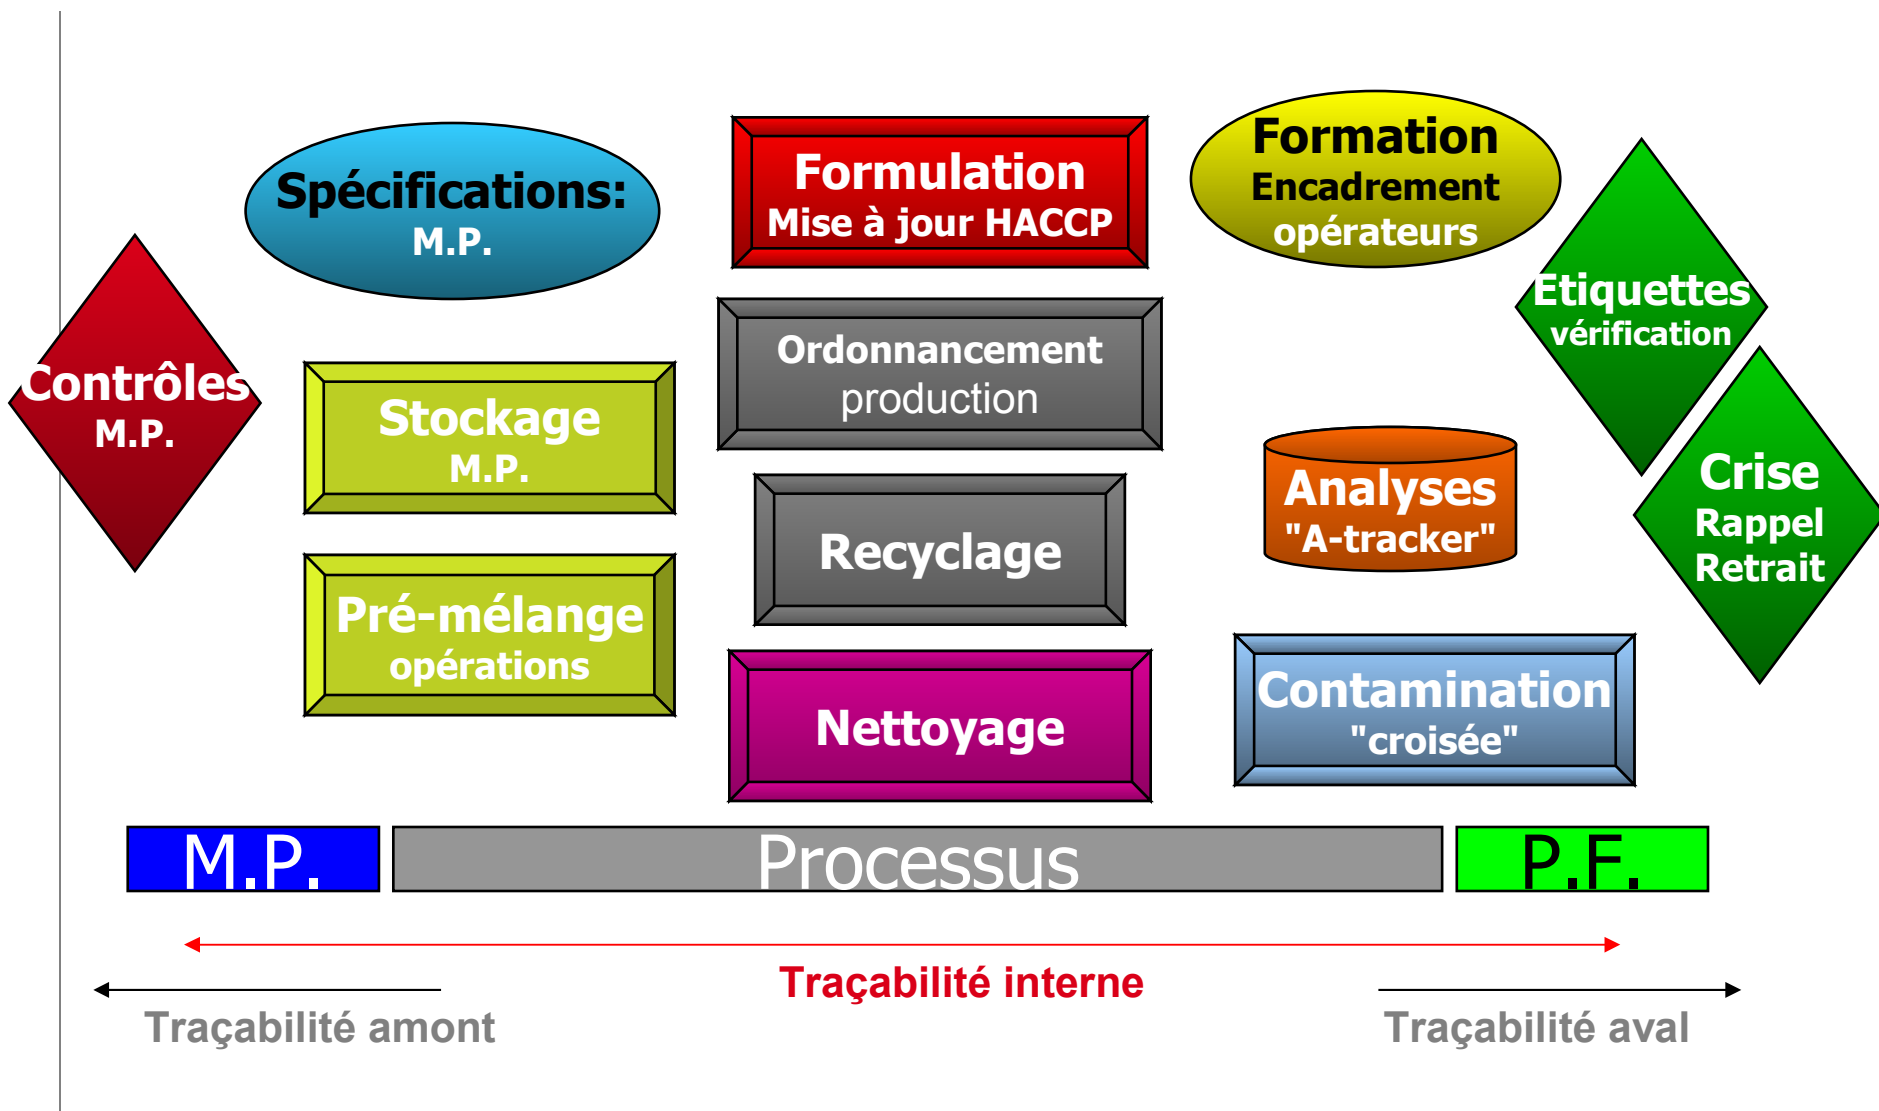 Contrôles
M.P.
Spécifications:
M.P.
Stockage
M.P.
Pré-mélange
opérations
Formulation
Mise à jour HACCP
Ordonnancement
production
Recyclage
Nettoyage
Formation
Encadrement
opérateurs
Analyses
"A-tracker"
Contamination
"croisée"
Etiquettes
vérification
Crise
Rappel
Retrait
M.P.
Processus
P.F.
Traçabilité interne
Traçabilité amont
Traçabilité aval